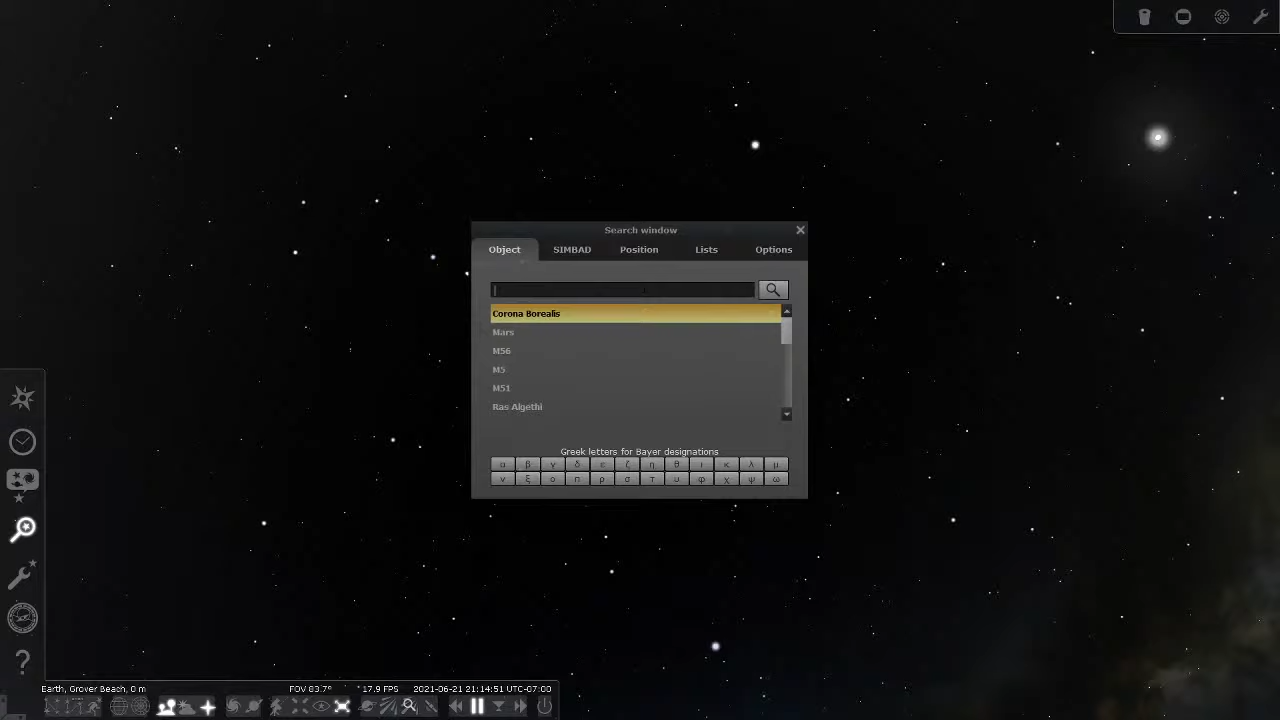 Search window
Object SIMBAD Position Lists Options
Corona Borealis
Mars
M56
M5
M51
Ras Algethi
Greek letters for Bayer designations
α β γ δ ε ζ η θ ι κ λ μ
ν ξ ο π ρ σ τ υ φ χ ψ ω
?
Earth, Grover Beach, 0 m FOV 83.7° 17.9 FPS 2021-06-21 21:14:51 UTC-07:00